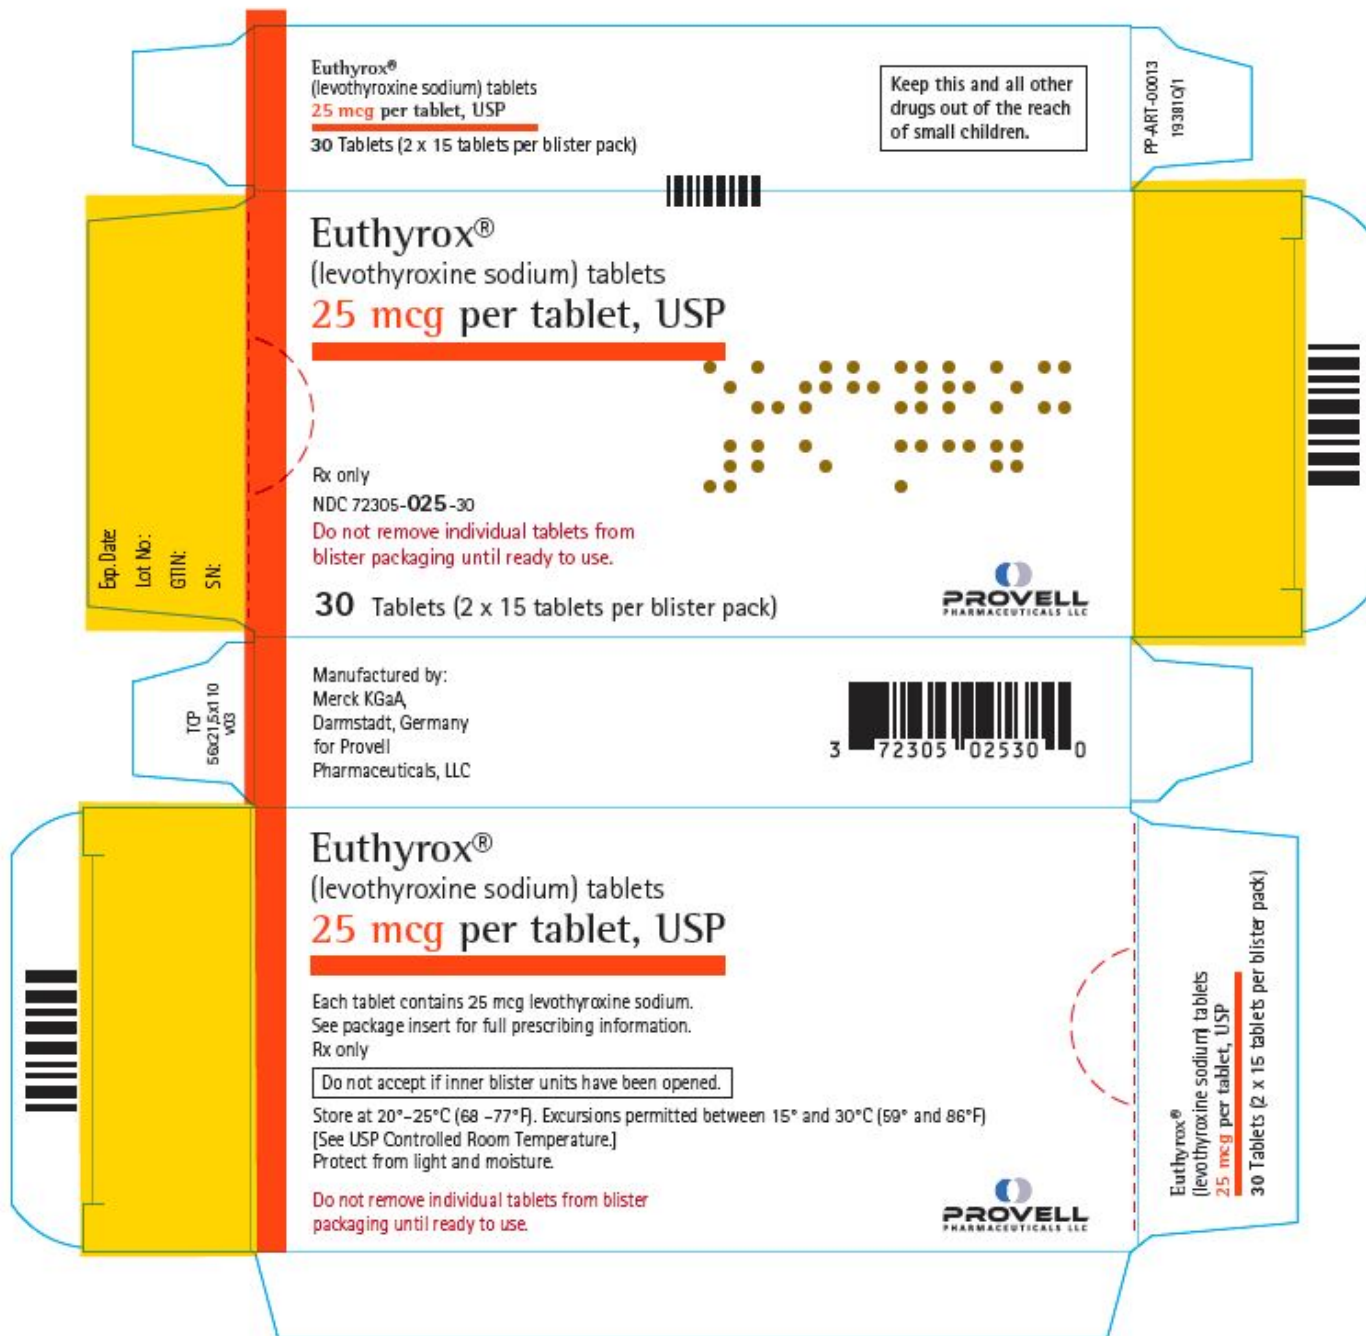 Euthyrox®
(levothyroxine sodium) tablets
25 mcg per tablet, USP
30 Tablets (2 x 15 tablets per blister pack)
Keep this and all other
drugs out of the reach
of small children.
PP-ART-00013
193810/1
Euthyrox®
(levothyroxine sodium) tablets
25 mcg per tablet, USP
Rx only
NDC 72305-025-30
Do not remove individual tablets from
blister packaging until ready to use.
30 Tablets (2 x 15 tablets per blister pack)
PROVELL
PHARMACEUTICALS LLC
Exp. Date:
Lot No:
GTIN:
SN:
TCP
56x21,5x110
v03
Manufactured by:
Merck KGaA,
Darmstadt, Germany
for Provell
Pharmaceuticals, LLC
3 72305 02530 0
Euthyrox®
(levothyroxine sodium) tablets
25 mcg per tablet, USP
Each tablet contains 25 mcg levothyroxine sodium.
See package insert for full prescribing information.
Rx only
Do not accept if inner blister units have been opened.
Store at 20°–25°C (68 –77°F). Excursions permitted between 15° and 30°C (59° and 86°F)
[See USP Controlled Room Temperature.]
Protect from light and moisture.
Do not remove individual tablets from blister
packaging until ready to use.
PROVELL
PHARMACEUTICALS LLC
Euthyrox®
(levothyroxine sodium) tablets
25 mcg per tablet, USP
30 Tablets (2 x 15 tablets per blister pack)